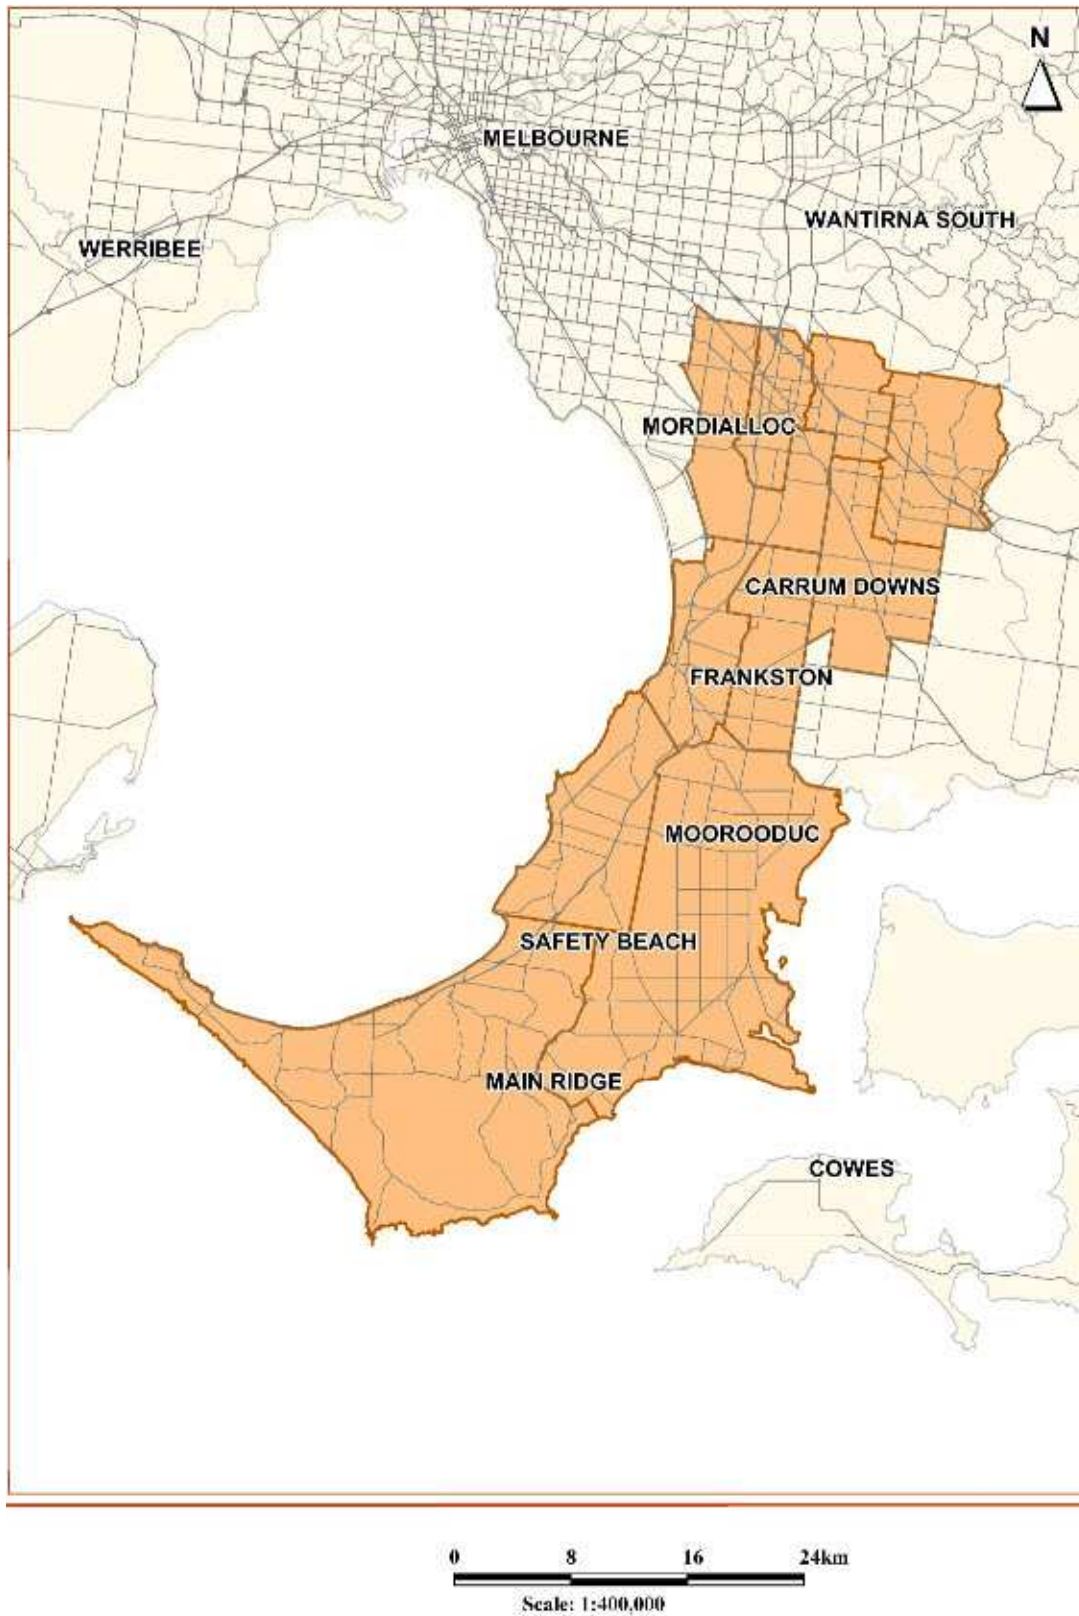 N
MELBOURNE
WANTIRNA SOUTH
WERRIBEE
MORDIALLOC
CARRUM DOWNS
FRANKSTON
MOOROODUC
SAFETY BEACH
MAIN RIDGE
COWES
0 8 16 24km
Scale: 1:400,000